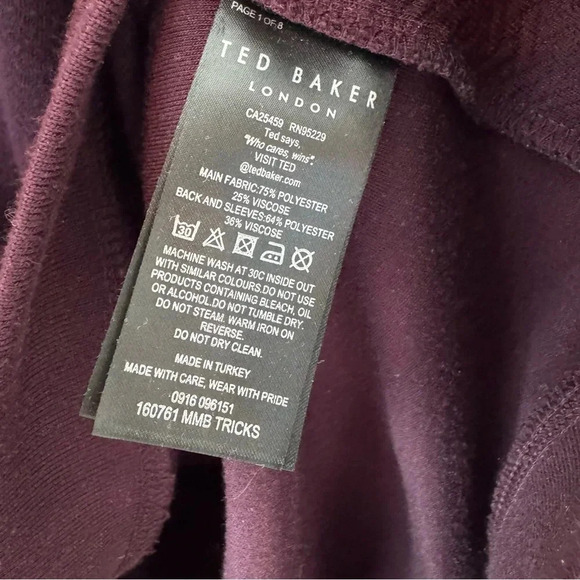 PAGE 1 OF 8
TED BAKER
LONDON
CA25459 RN95229
Ted says,
"Who cares, wins".
VISIT TED
@tedbaker.com
MAIN FABRIC:75% POLYESTER
25% VISCOSE
BACK AND SLEEVES:64% POLYESTER
36% VISCOSE
30
MACHINE WASH AT 30C INSIDE OUT
WITH SIMILAR COLOURS.DO NOT USE
PRODUCTS CONTAINING BLEACH, OIL
OR ALCOHOL.DO NOT TUMBLE DRY.
DO NOT STEAM. WARM IRON ON
REVERSE.
DO NOT DRY CLEAN.
MADE IN TURKEY
MADE WITH CARE, WEAR WITH PRIDE
0916 096151
160761 MMB TRICKS